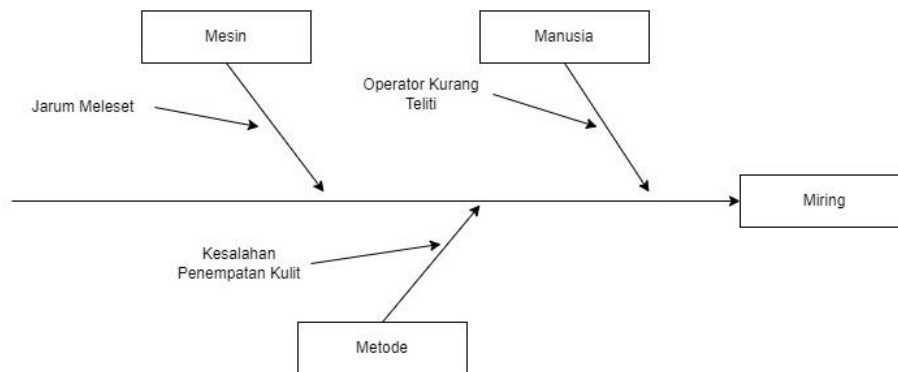 Mesin
Manusia
Jarum Meleset
Operator Kurang
Teliti
Miring
Kesalahan
Penempatan Kulit
Metode